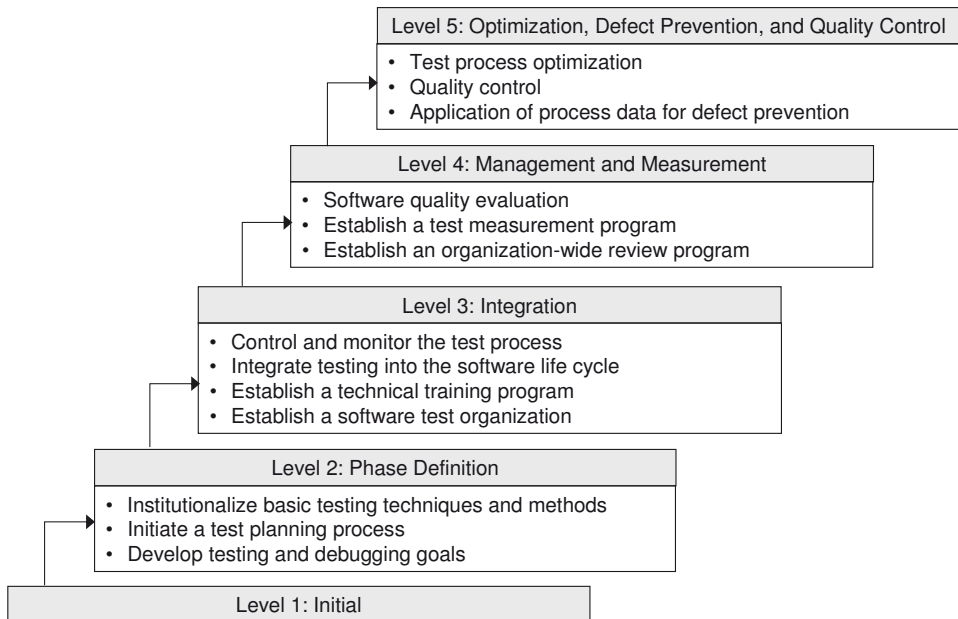 Level 5: Optimization, Defect Prevention, and Quality Control
• Test process optimization
• Quality control
• Application of process data for defect prevention
Level 4: Management and Measurement
• Software quality evaluation
• Establish a test measurement program
• Establish an organization-wide review program
Level 3: Integration
• Control and monitor the test process
• Integrate testing into the software life cycle
• Establish a technical training program
• Establish a software test organization
Level 2: Phase Definition
• Institutionalize basic testing techniques and methods
• Initiate a test planning process
• Develop testing and debugging goals
Level 1: Initial